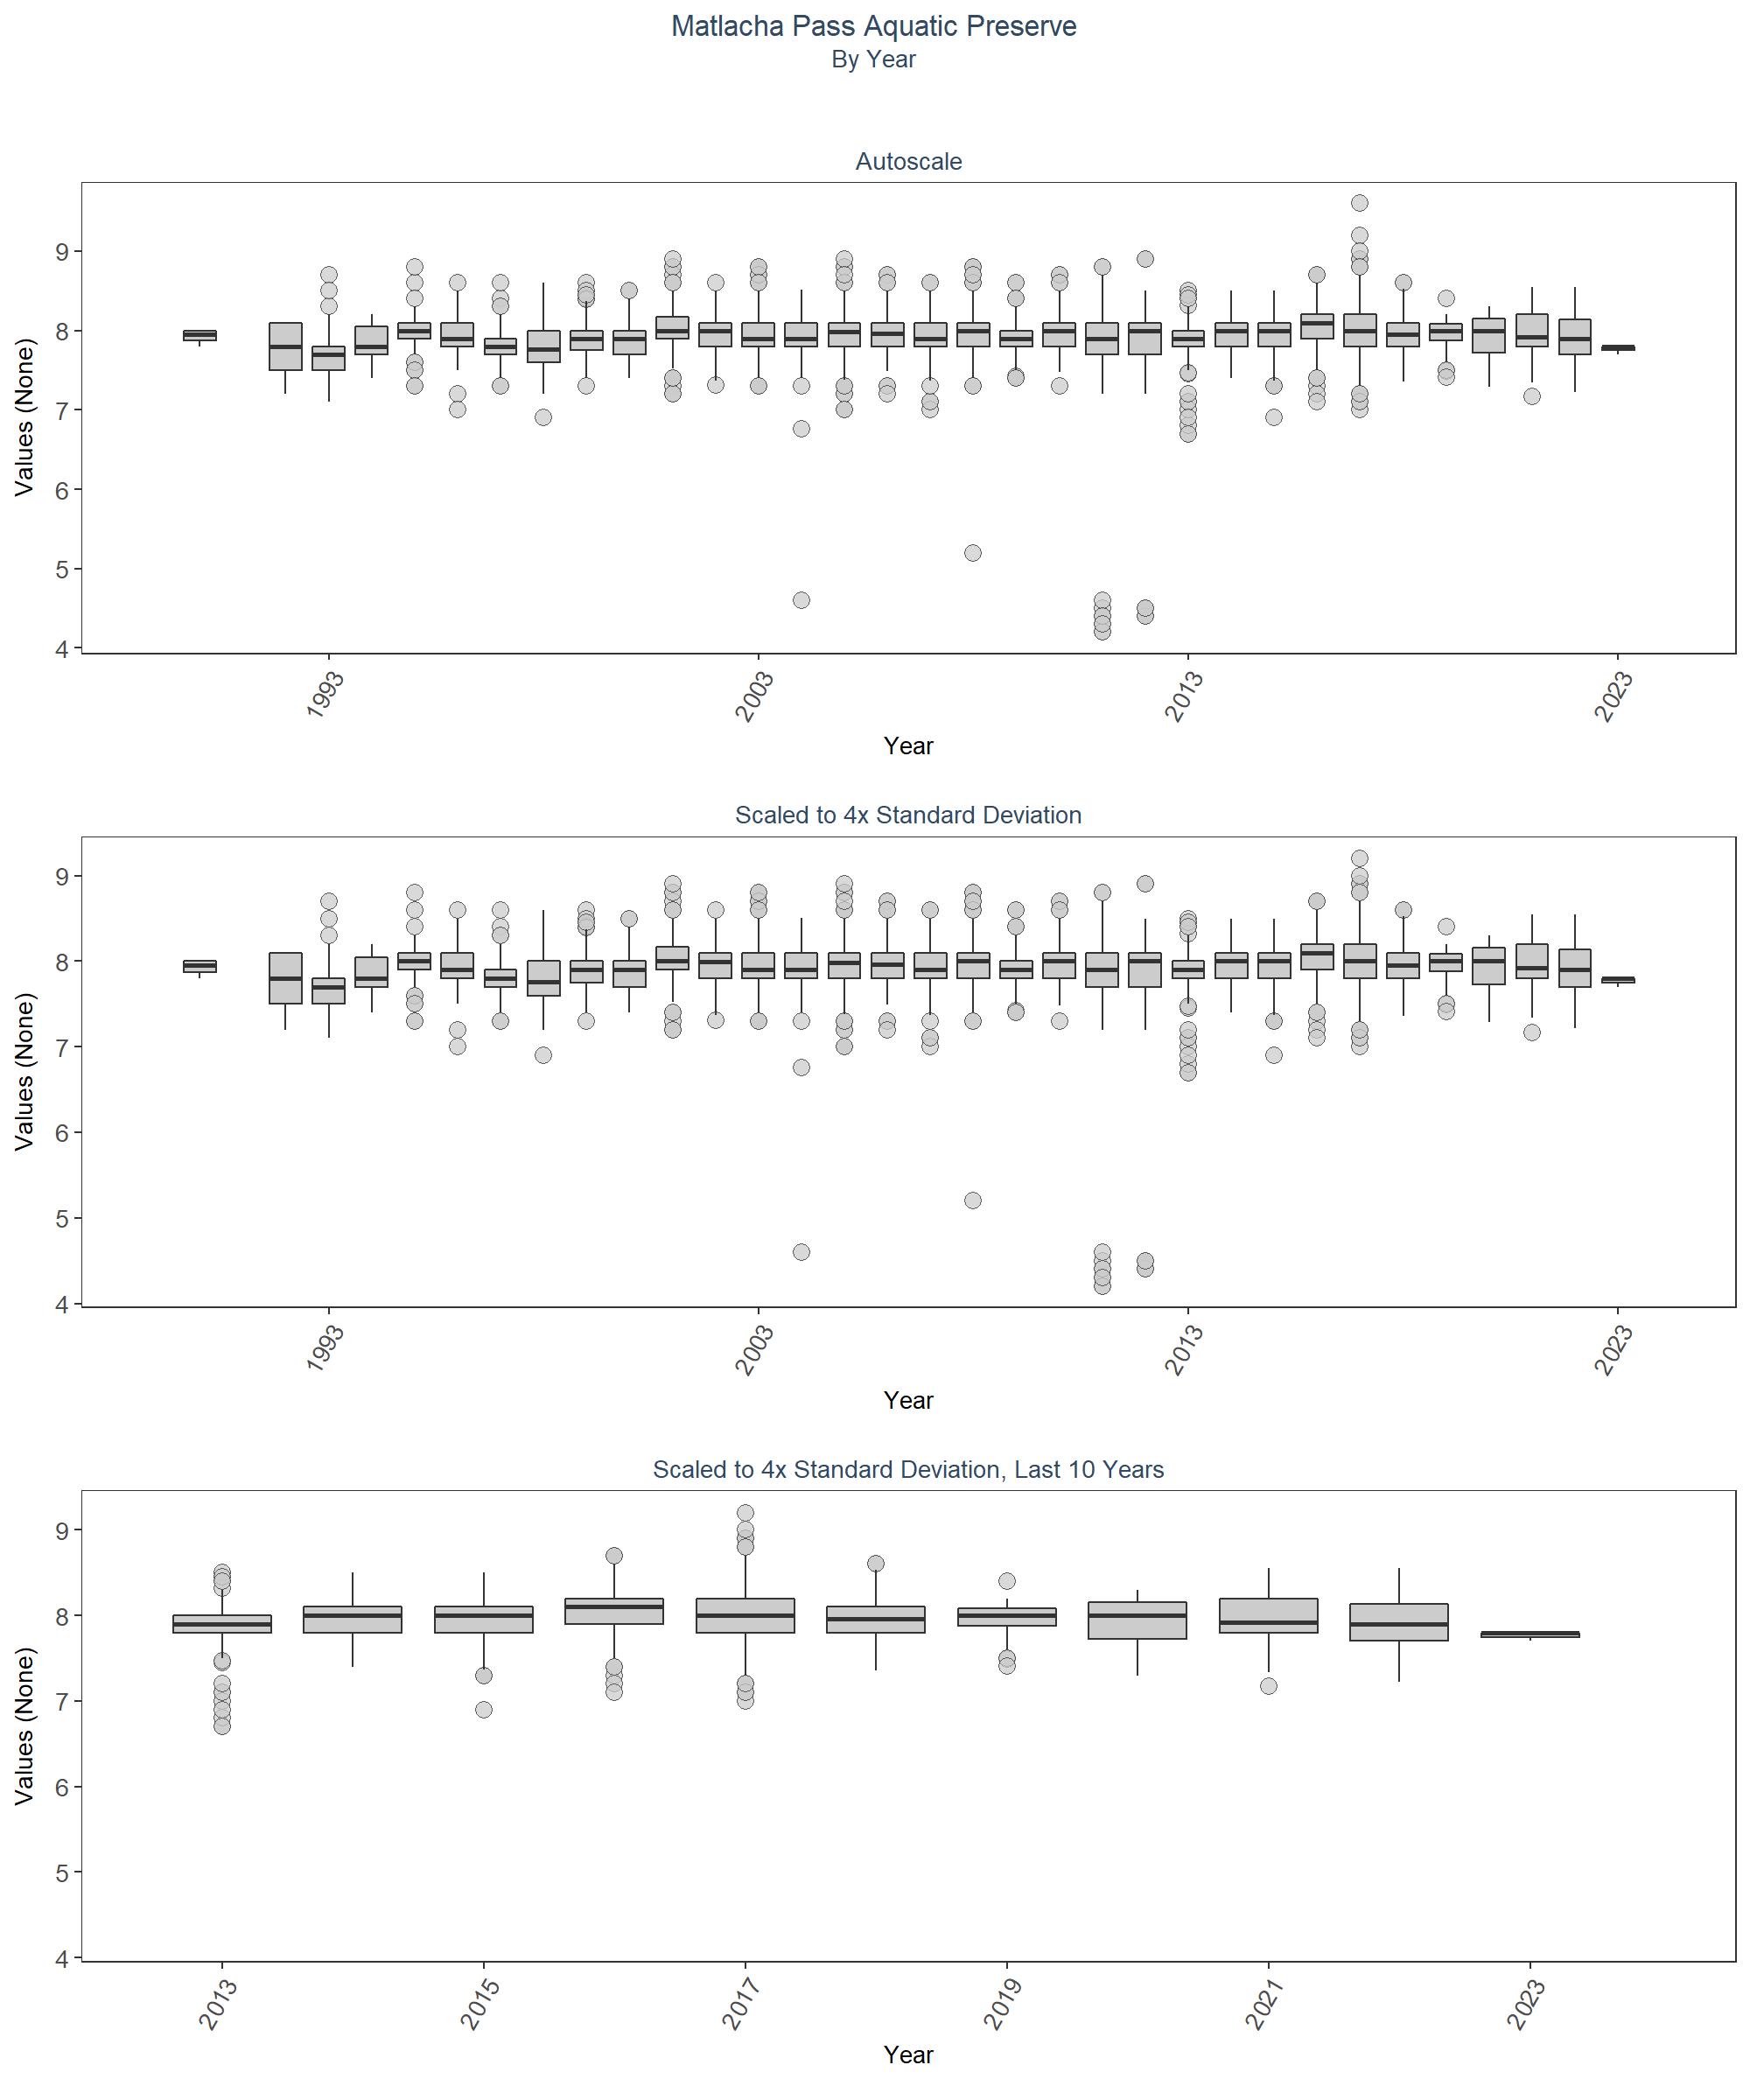 Matlacha Pass Aquatic Preserve
By Year
Autoscale
Values (None)
9
8
7
6
5
4
1993
2003
2013
2023
Year
Scaled to 4x Standard Deviation
Values (None)
9
8
7
6
5
4
1993
2003
2013
2023
Year
Scaled to 4x Standard Deviation, Last 10 Years
Values (None)
9
8
7
6
5
4
2013
2015
2017
2019
2021
2023
Year